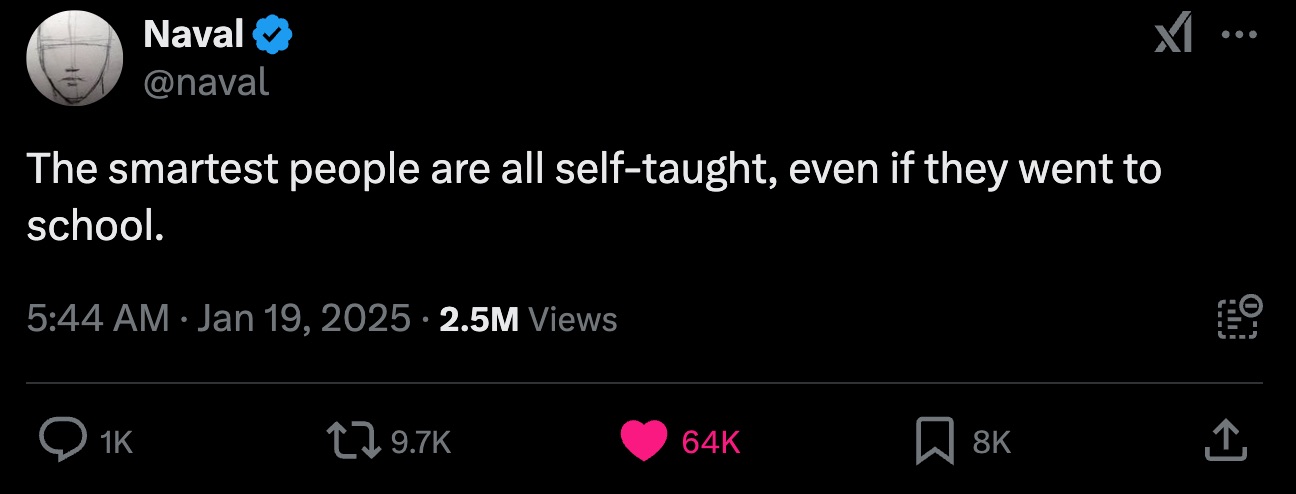 Naval
@naval
The smartest people are all self-taught, even if they went to
school.
5:44 AM · Jan 19, 2025 · 2.5M Views
1K 9.7K 64K 8K